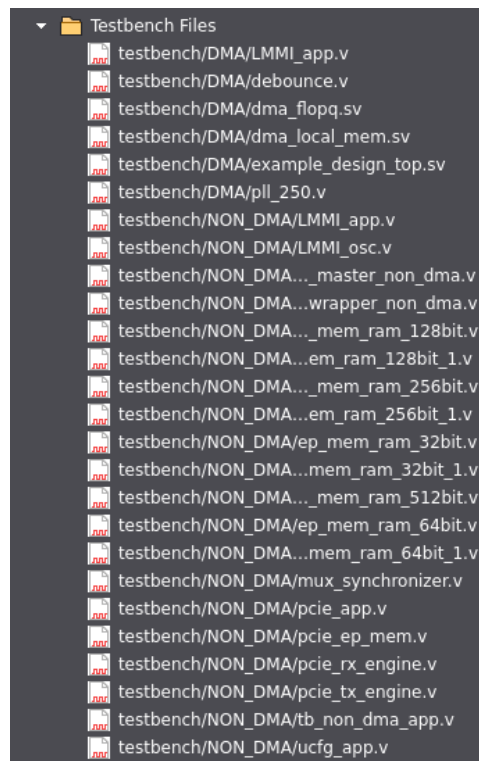 Testbench Files
testbench/DMA/LMMI_app.v
testbench/DMA/debounce.v
testbench/DMA/dma_flopq.sv
testbench/DMA/dma_local_mem.sv
testbench/DMA/example_design_top.sv
testbench/DMA/pll_250.v
testbench/NON_DMA/LMMI_app.v
testbench/NON_DMA/LMMI_osc.v
testbench/NON_DMA..._master_non_dma.v
testbench/NON_DMA...wrapper_non_dma.v
testbench/NON_DMA..._mem_ram_128bit.v
testbench/NON_DMA...em_ram_128bit_1.v
testbench/NON_DMA..._mem_ram_256bit.v
testbench/NON_DMA...em_ram_256bit_1.v
testbench/NON_DMA/ep_mem_ram_32bit.v
testbench/NON_DMA...mem_ram_32bit_1.v
testbench/NON_DMA..._mem_ram_512bit.v
testbench/NON_DMA/ep_mem_ram_64bit.v
testbench/NON_DMA...mem_ram_64bit_1.v
testbench/NON_DMA/mux_synchronizer.v
testbench/NON_DMA/pcie_app.v
testbench/NON_DMA/pcie_ep_mem.v
testbench/NON_DMA/pcie_rx_engine.v
testbench/NON_DMA/pcie_tx_engine.v
testbench/NON_DMA/tb_non_dma_app.v
testbench/NON_DMA/ucfg_app.v